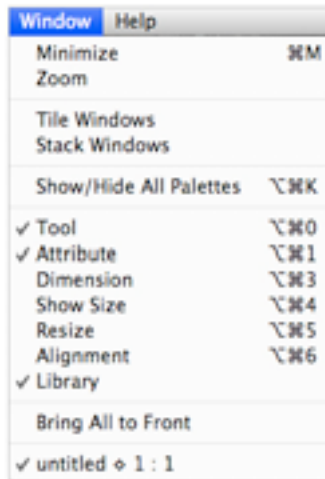 Window Help
Minimize ⌘M
Zoom
Tile Windows
Stack Windows
Show/Hide All Palettes ⌥⌘K
✓ Tool ⌥⌘0
✓ Attribute ⌥⌘1
Dimension ⌥⌘3
Show Size ⌥⌘4
Resize ⌥⌘5
Alignment ⌥⌘6
✓ Library
Bring All to Front
✓ untitled ⋄ 1 : 1